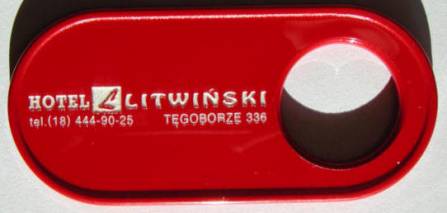 HOTEL L LITWIŃSKI
tel.(18) 444-90-25 TĘGOBORZE 336